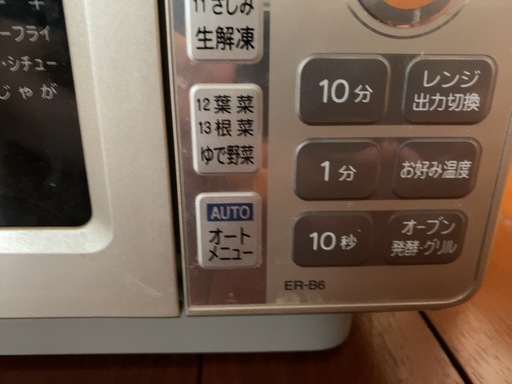 ーフライ
・シチュー
じゃが
11 さしみ
生解凍
12 葉菜
13 根菜
ゆで野菜
AUTO
オート
メニュー
10分
レンジ
出力切換
1分
お好み温度
10秒
オーブン
発酵・グリル
ER-B6